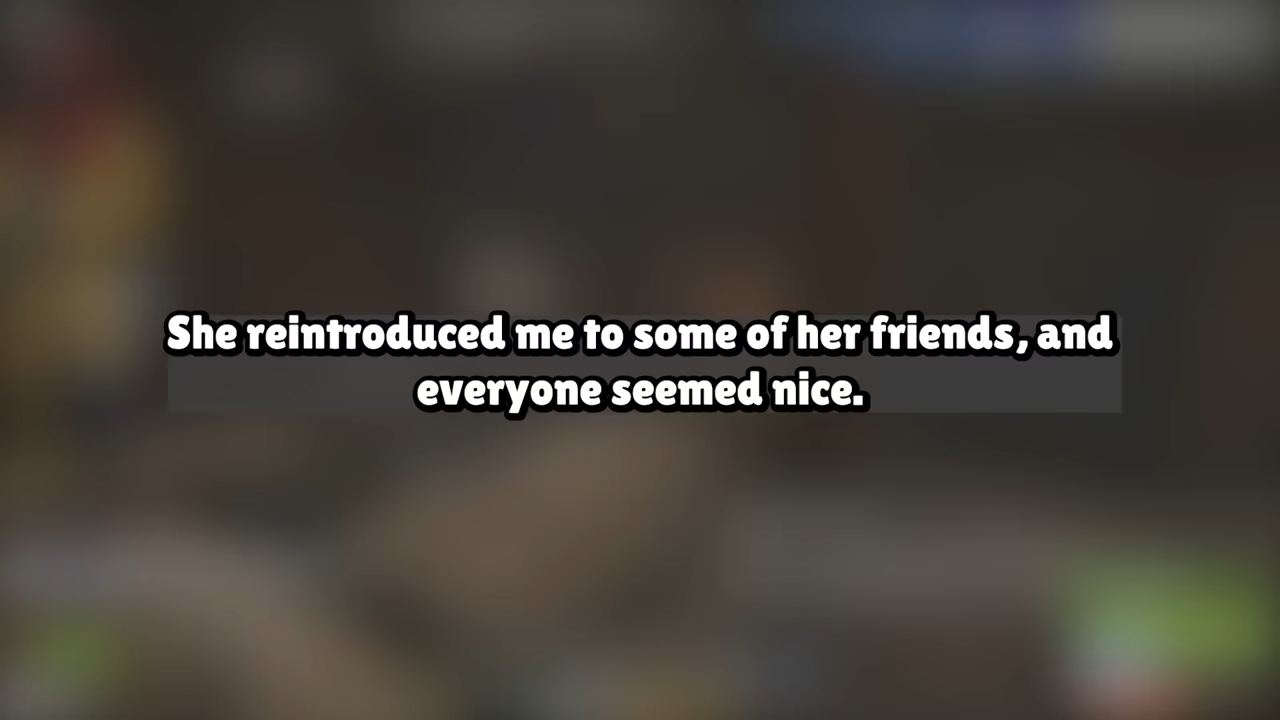 She reintroduced me to some of her friends, and
everyone seemed nice.